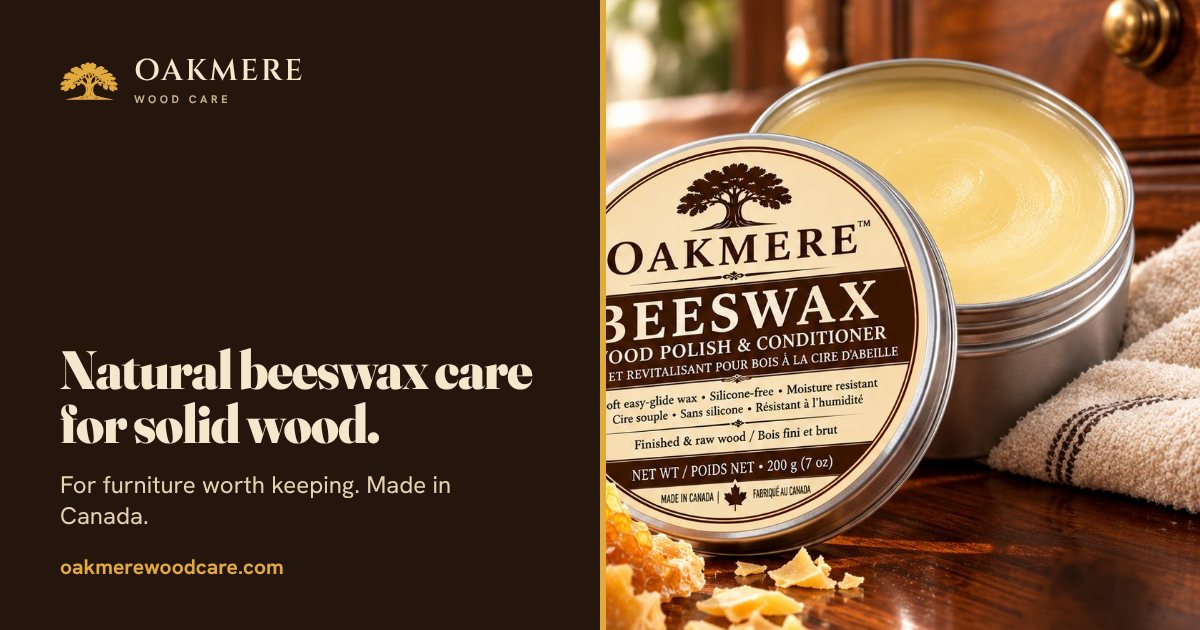 OAKMERE
WOOD CARE
Natural beeswax care
for solid wood.
For furniture worth keeping. Made in
Canada.
oakmerewoodcare.com
OAKMERE™
BEESWAX
WOOD POLISH & CONDITIONER
ET REVITALISANT POUR BOIS À LA CIRE D'ABEILLE
easy-glide wax • Silicone-free • Moisture resistant
Cire souple • Sans silicone • Résistant à l'humidité
Finished & raw wood / Bois fini et brut
NET WT / POIDS NET • 200 g (7 oz)
MADE IN CANADA | FABRIQUÉ AU CANADA